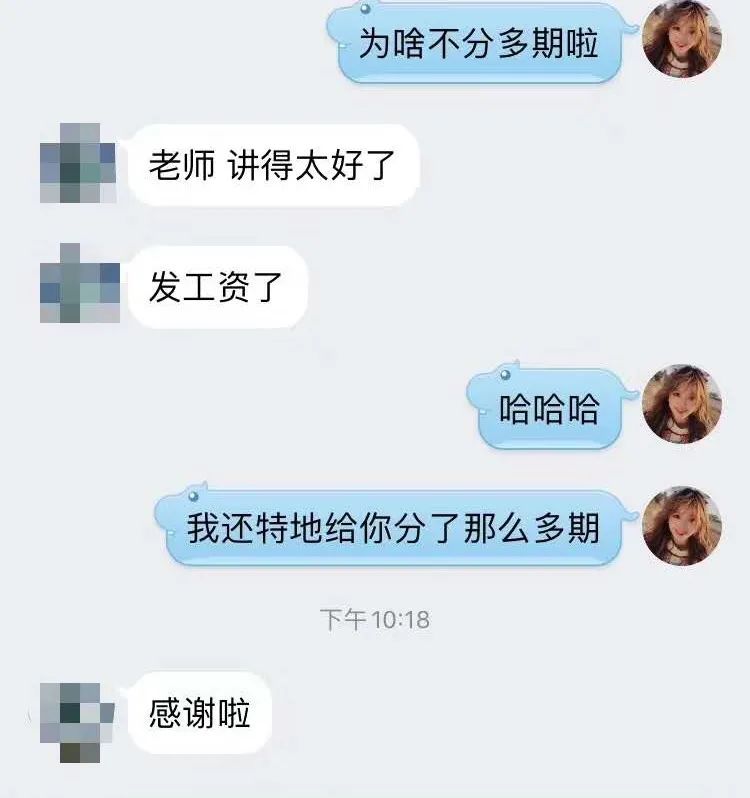 为啥不分多期啦
老师 讲得太好了
发工资了
哈哈哈
我还特地给你分了那么多期
下午10:18
感谢啦